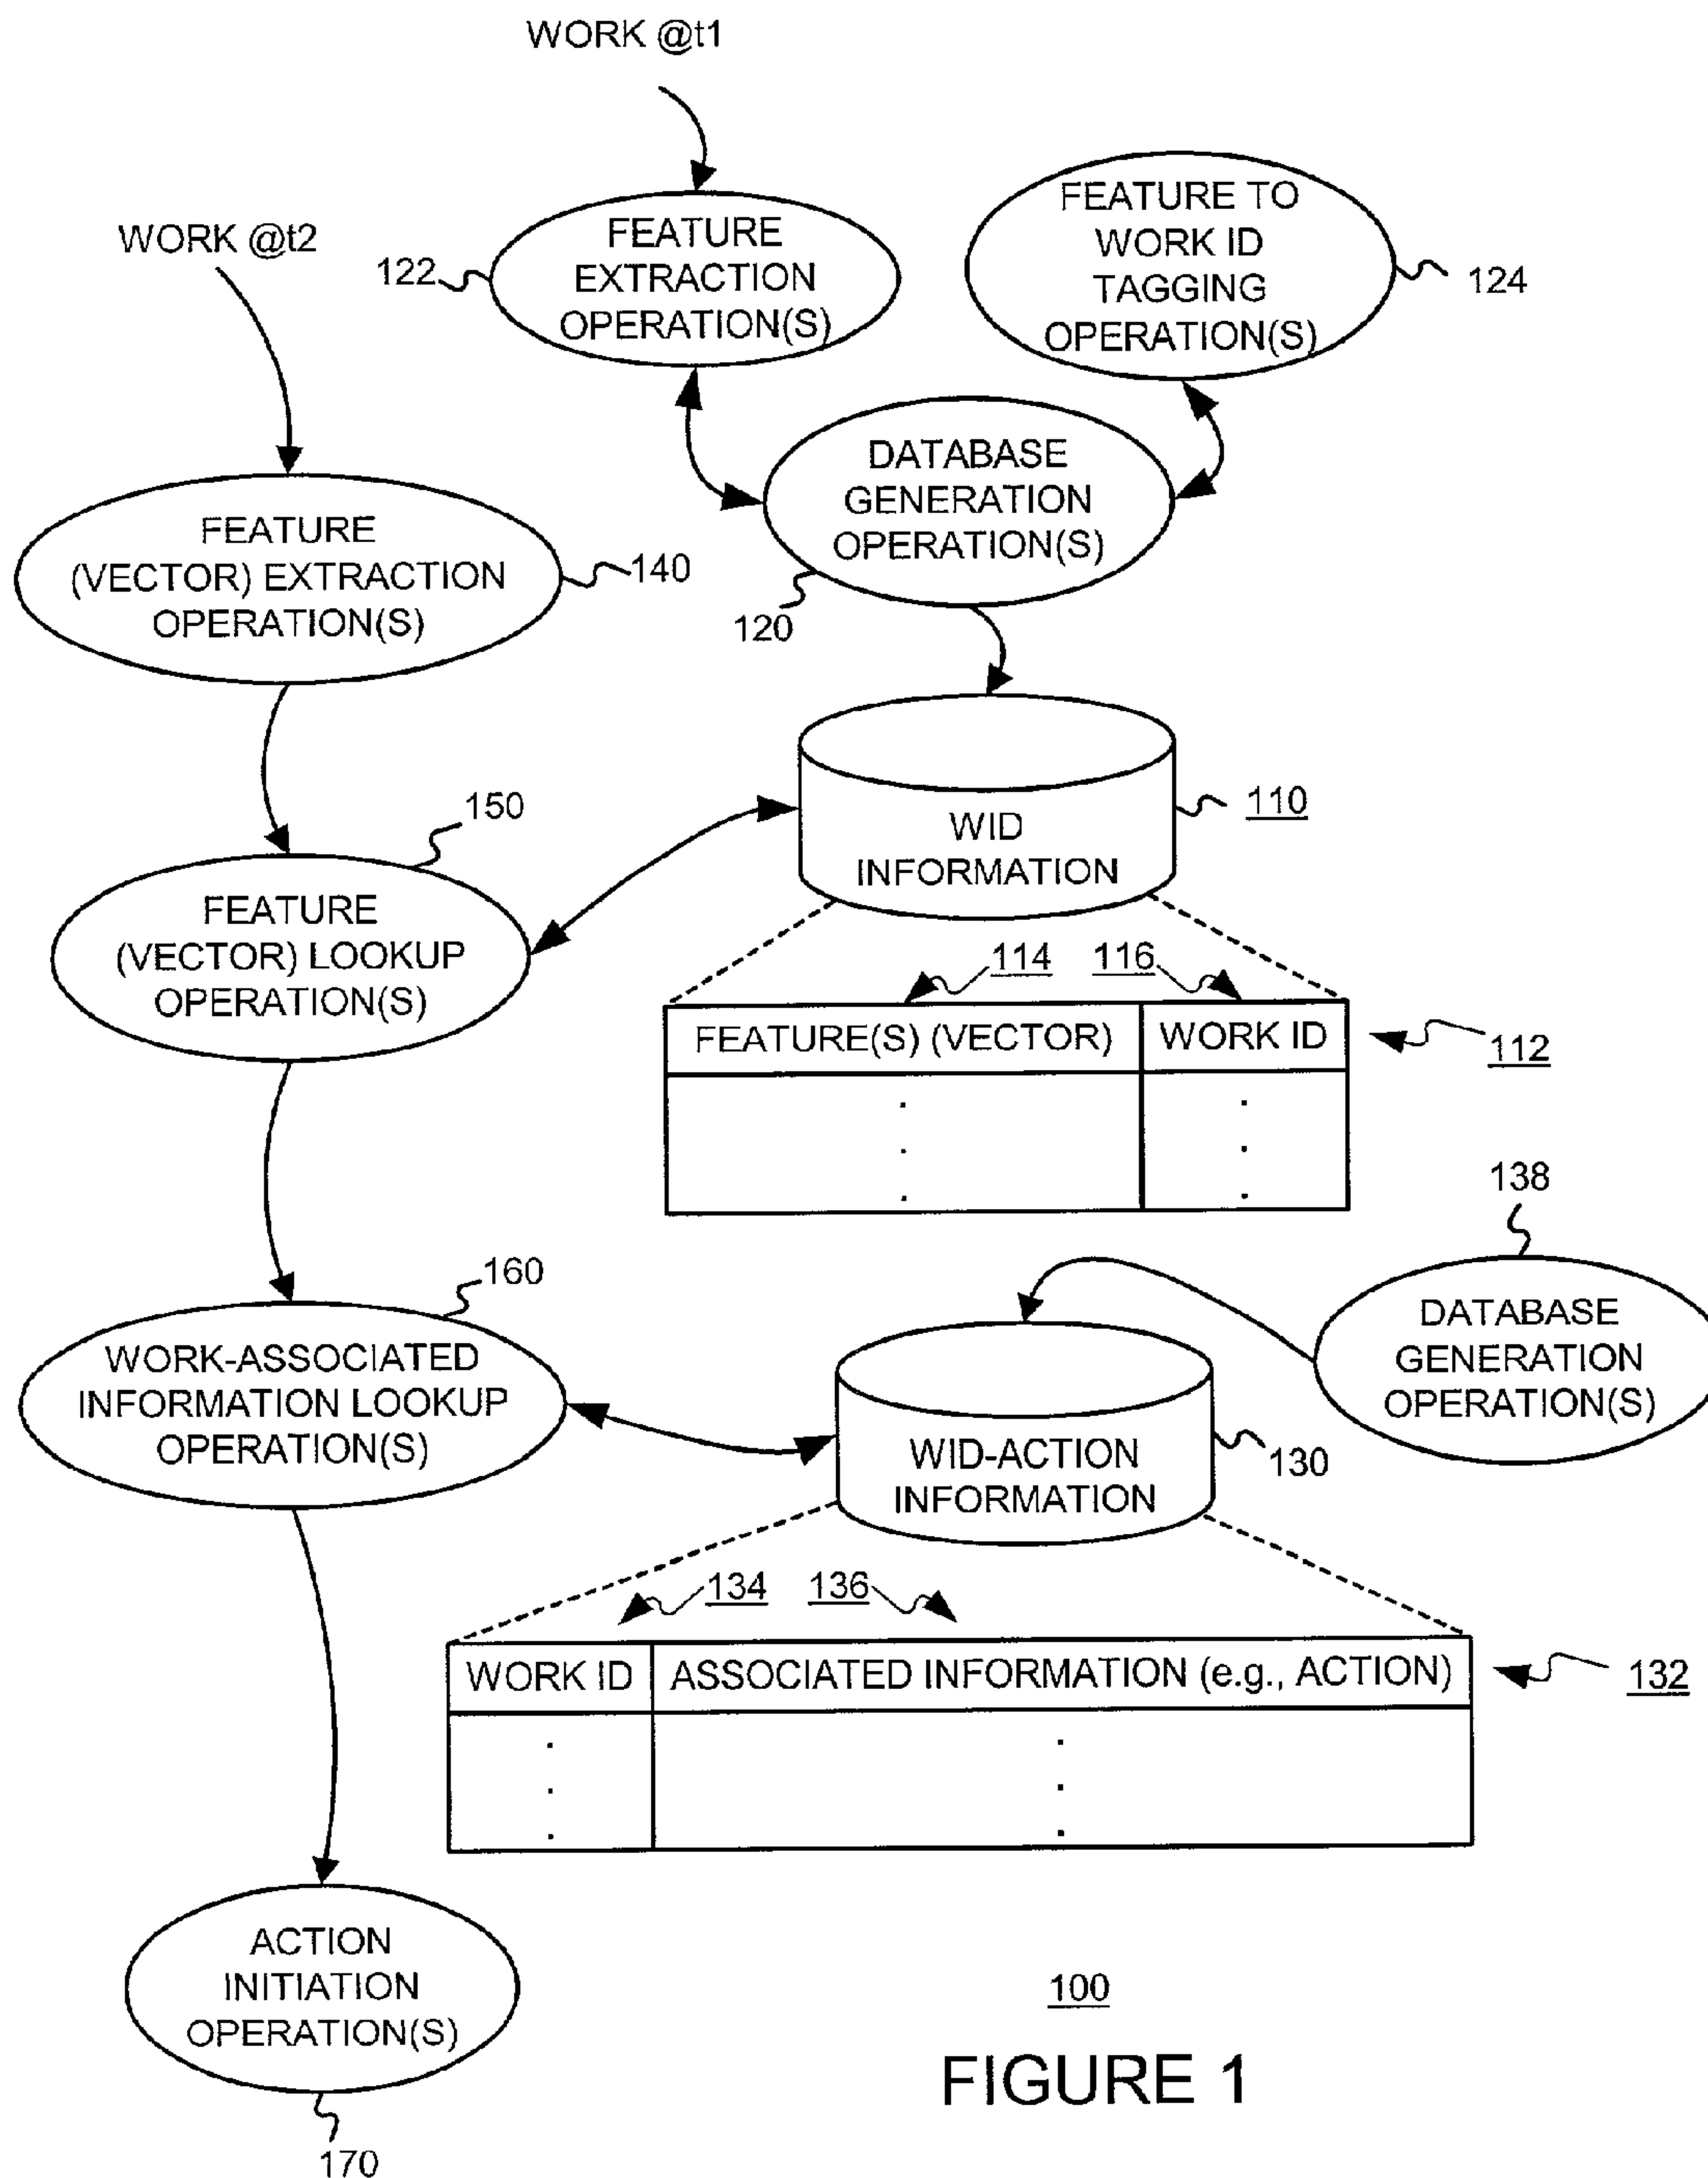 WORK @t1
WORK @t2
FEATURE
EXTRACTION
OPERATION(S)
122
FEATURE TO
WORK ID
TAGGING
OPERATION(S)
124
DATABASE
GENERATION
OPERATION(S)
120
FEATURE
(VECTOR) EXTRACTION
OPERATION(S)
140
WID
INFORMATION
110
150
FEATURE
(VECTOR) LOOKUP
OPERATION(S)
114
116
FEATURE(S) (VECTOR)
WORK ID
112
138
DATABASE
GENERATION
OPERATION(S)
160
WORK-ASSOCIATED
INFORMATION LOOKUP
OPERATION(S)
WID-ACTION
INFORMATION
130
134
136
WORK ID
ASSOCIATED INFORMATION (e.g., ACTION)
132
ACTION
INITIATION
OPERATION(S)
170
100
FIGURE 1